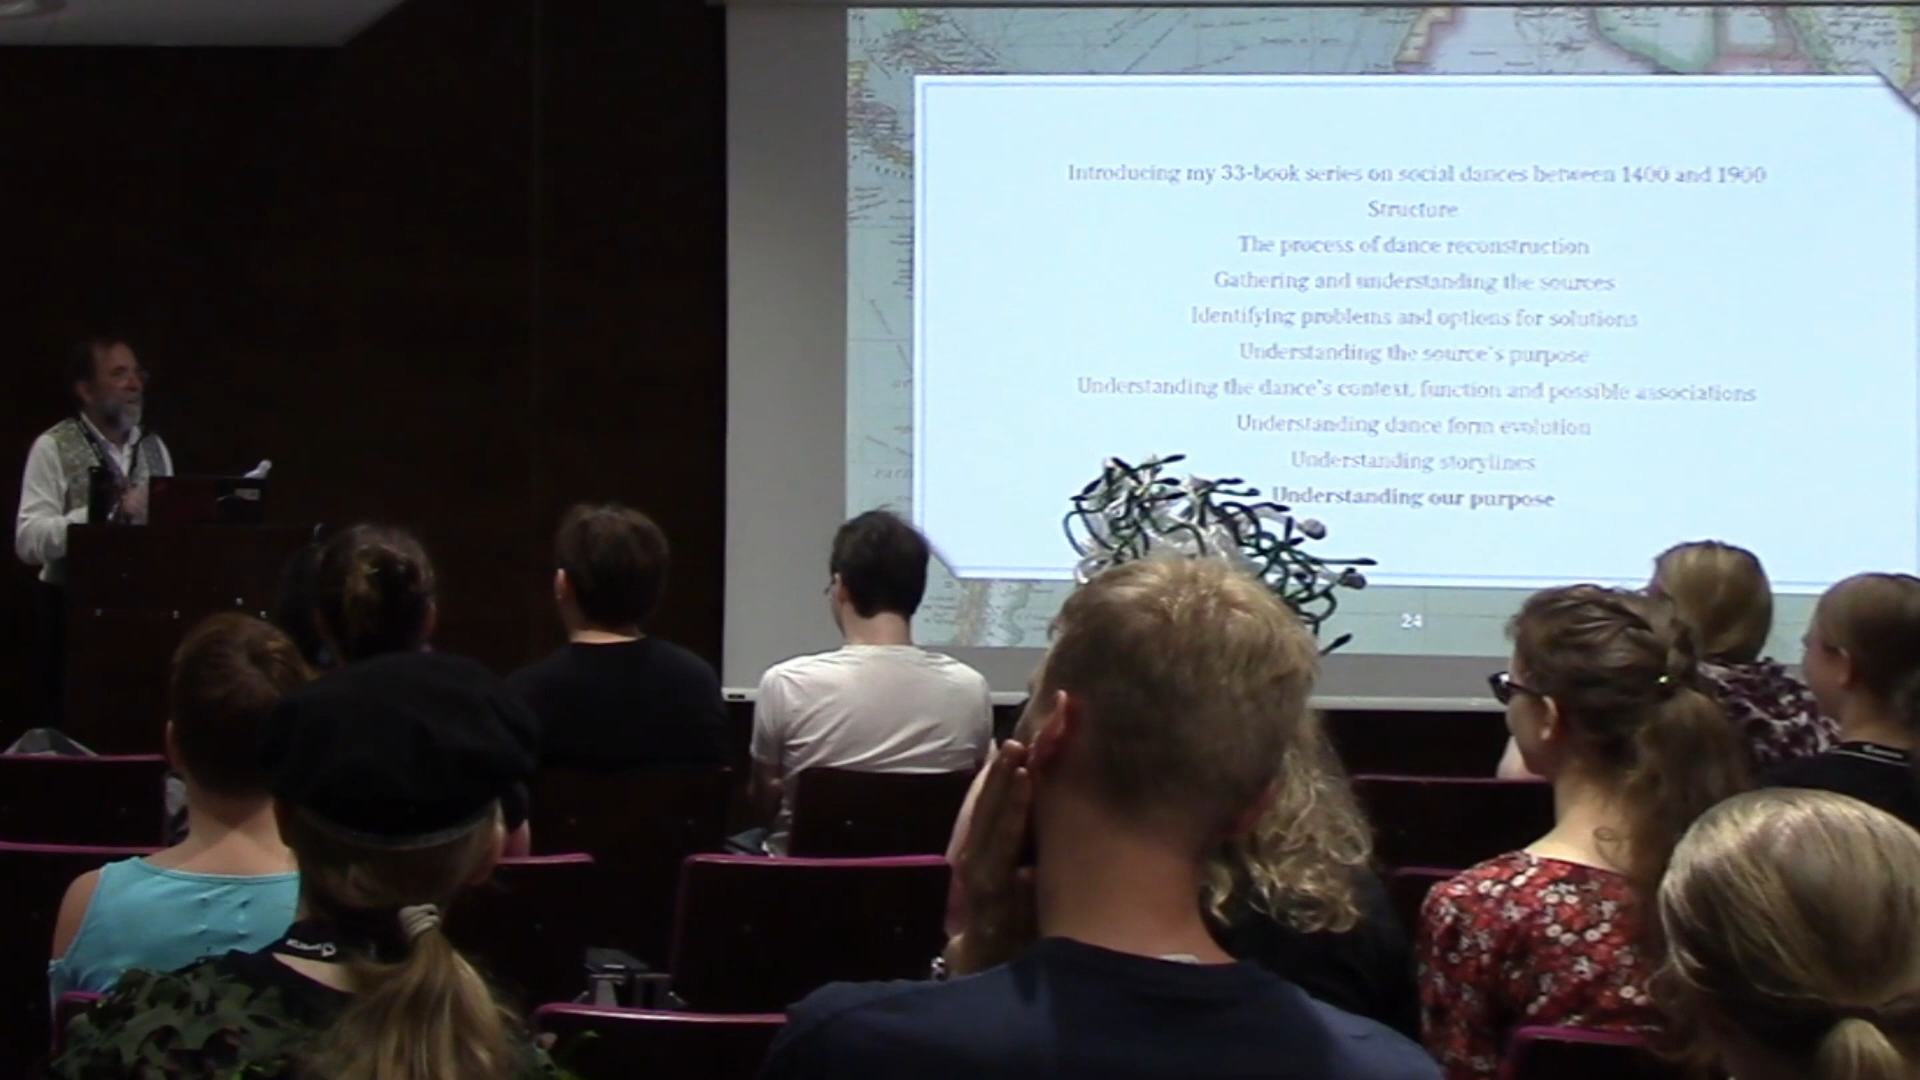 Introducing my 33-book series on social dances between 1400 and 1900
Structure
The process of dance reconstruction
Gathering and understanding the sources
Identifying problems and options for solutions
Understanding the source's purpose
Understanding the dance's context, function and possible associations
Understanding dance form evolution
Understanding storylines
Understanding our purpose
24